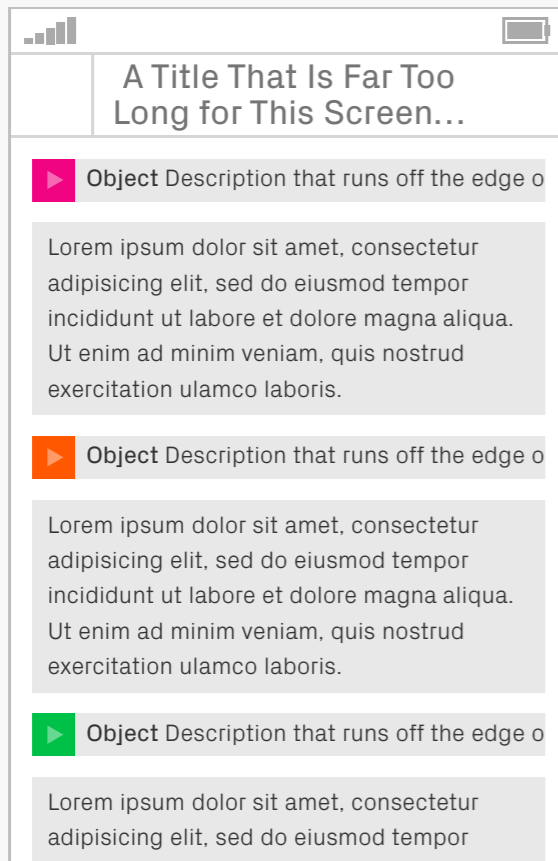 A Title That Is Far Too
Long for This Screen...
Object Description that runs off the edge o
Lorem ipsum dolor sit amet, consectetur
adipisicing elit, sed do eiusmod tempor
incididunt ut labore et dolore magna aliqua.
Ut enim ad minim veniam, quis nostrud
exercitation ulamco laboris.
Object Description that runs off the edge o
Lorem ipsum dolor sit amet, consectetur
adipisicing elit, sed do eiusmod tempor
incididunt ut labore et dolore magna aliqua.
Ut enim ad minim veniam, quis nostrud
exercitation ulamco laboris.
Object Description that runs off the edge o
Lorem ipsum dolor sit amet, consectetur
adipisicing elit, sed do eiusmod tempor